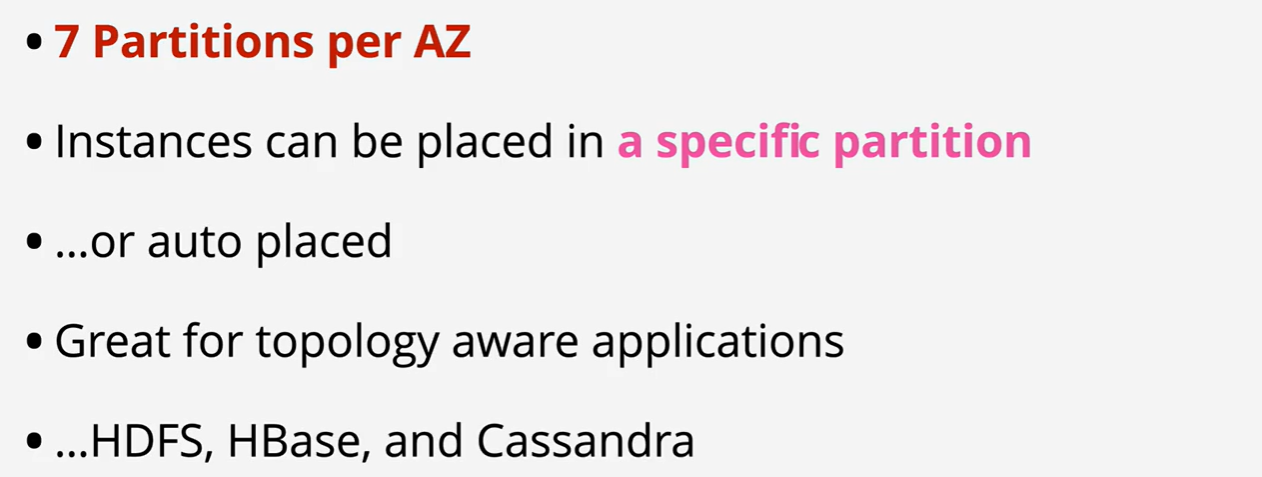 • 7 Partitions per AZ
• Instances can be placed in a specific partition
• ...or auto placed
• Great for topology aware applications
• ...HDFS, HBase, and Cassandra